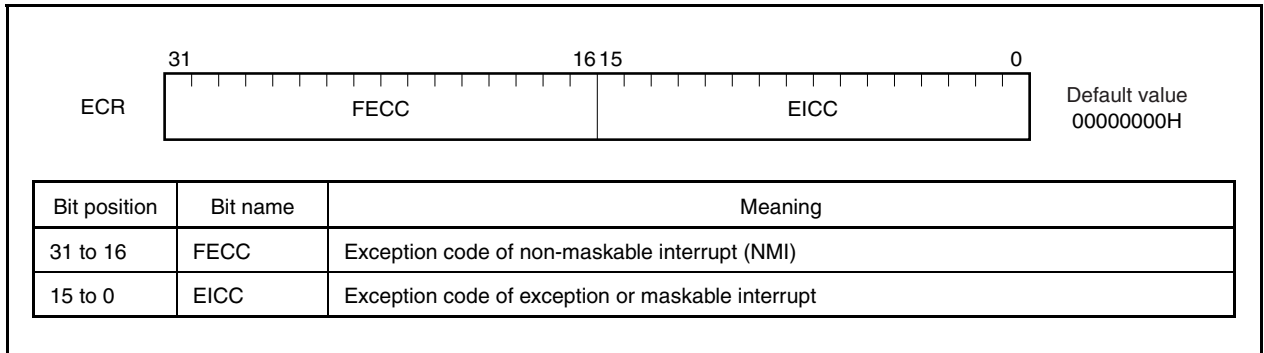 31 16 15 0
ECR FECC EICC Default value
00000000H
Bit position Bit name Meaning
31 to 16 FECC Exception code of non-maskable interrupt (NMI)
15 to 0 EICC Exception code of exception or maskable interrupt